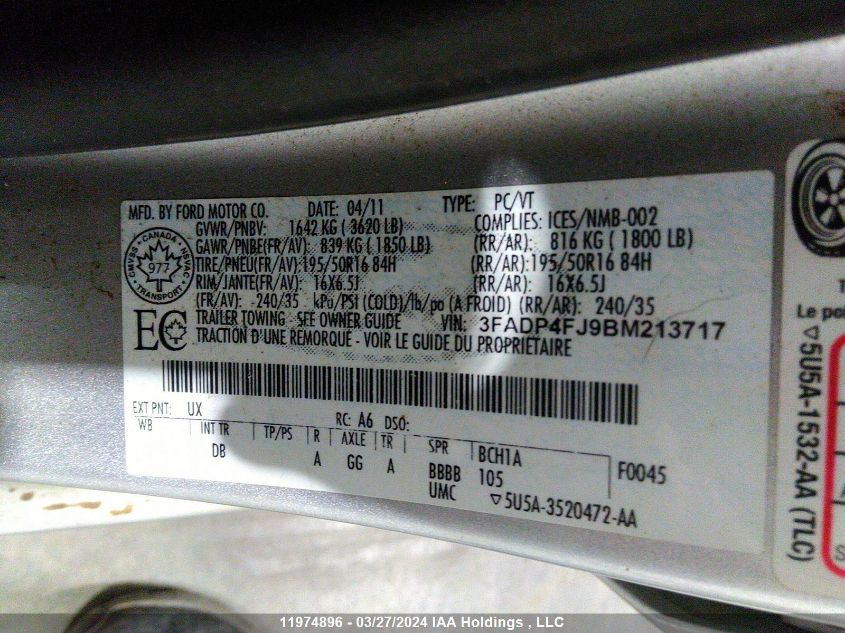 MFD. BY FORD MOTOR CO. DATE: 04/11 TYPE: PC/VT
GVWR/PNBV: 1642 KG ( 3620 LB) COMPLIES: ICES/NMB-002
GAWR/PNBE(FR/AV): 839 KG ( 1850 LB) (RR/AR): 816 KG ( 1800 LB)
TIRE/PNEU(FR/AV):195/50R16 84H (RR/AR):195/50R16 84H
RIM/JANTE(FR/AV): 16X6.5J (RR/AR): 16X6.5J
(FR/AV): 240/35 kPa/PSI (COLD)/lb/po (A FROID) (RR/AR): 240/35
TRAILER TOWING - SEE OWNER GUIDE VIN: 3FADP4FJ9BM213717
TRACTION D'UNE REMORQUE - VOIR LE GUIDE DU PROPRIÉTAIRE
CMVSS · CANADA · NSVAC
977
TRANSPORT
EC
EXT PNT: UX RC: A6 DSO:
WB INT TR TP/PS R AXLE TR SPR BCH1A F0045
DB A GG A BBBB 105
UMC ▽5U5A-3520472-AA
Le po
▽5U5A-1532-AA (TLC)
11974896 - 03/27/2024 IAA Holdings , LLC